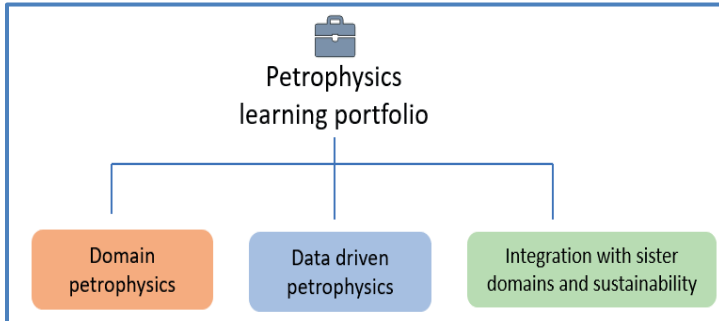 Petrophysics
learning portfolio
Domain
petrophysics
Data driven
petrophysics
Integration with sister
domains and sustainability